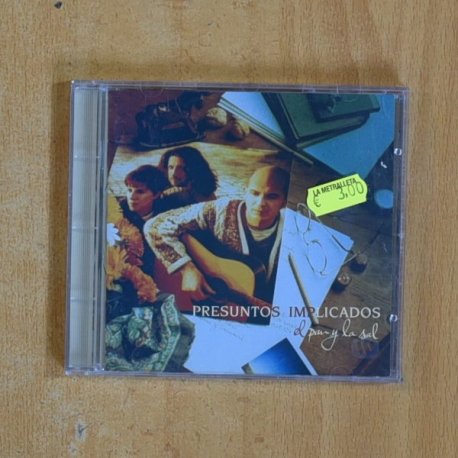 LA METRALLETA
€ 3,00
PRESUNTOS IMPLICADOS
el pan y la sal